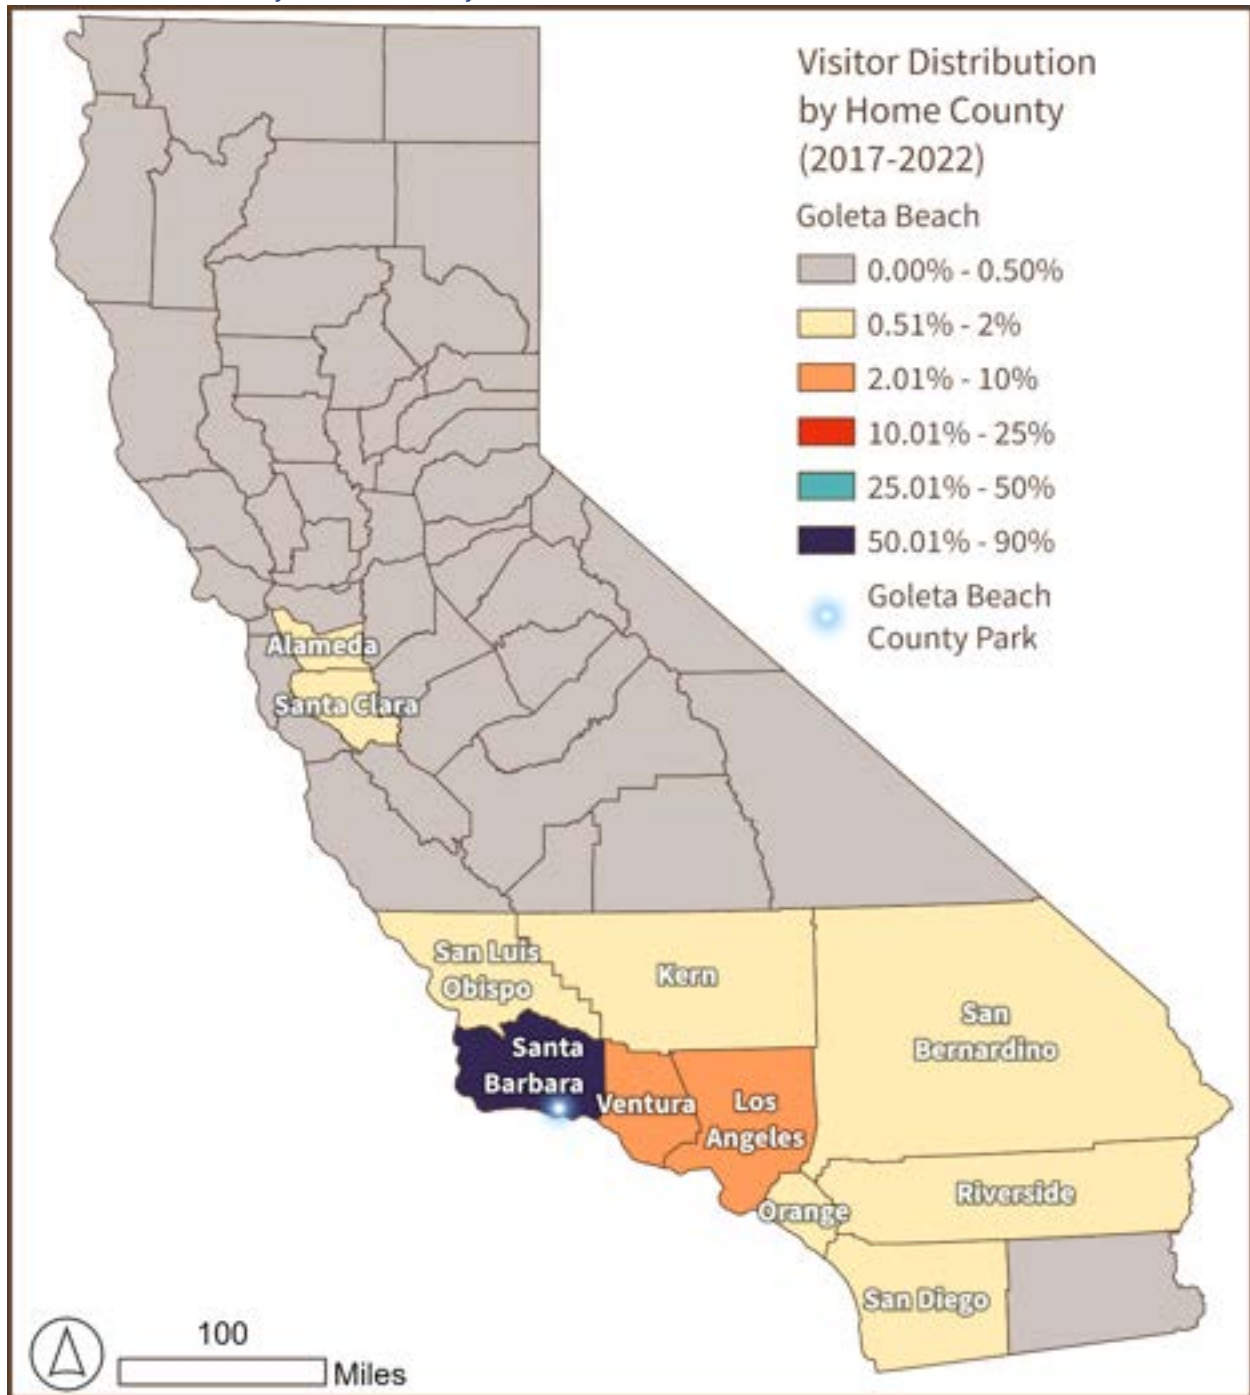 Visitor Distribution
by Home County
(2017-2022)
Goleta Beach
0.00% - 0.50%
0.51% - 2%
2.01% - 10%
10.01% - 25%
25.01% - 50%
50.01% - 90%
Goleta Beach
County Park
Alameda
Santa Clara
San Luis
Obispo
Kern
San
Bernardino
Santa
Barbara
Ventura
Los
Angeles
Orange
Riverside
San Diego
100
Miles